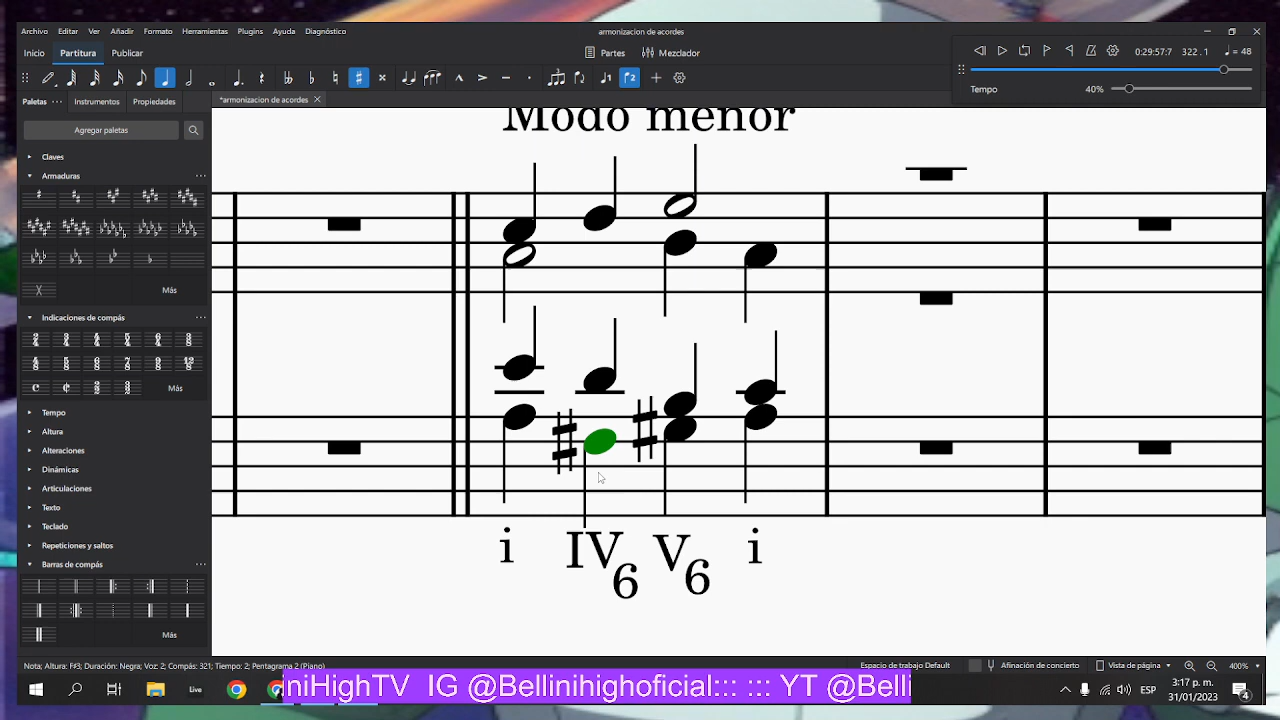 Archivo Editar Ver Añadir Formato Herramientas Plugins Ayuda Diagnóstico
armonizacion de acordes
Inicio Partitura Publicar
Partes Mezclador
0:29:57:7 322.1 = 48
Tempo 40%
Paletas Instrumentos Propiedades
*armonizacion de acordes
Agregar paletas
Claves
Armaduras
Más
Indicaciones de compás
Más
Tempo
Altura
Alteraciones
Dinámicas
Articulaciones
Texto
Teclado
Repeticiones y saltos
Barras de compás
Más
Modo menor
i IV6 V6 i
Nota; Altura: F#3; Duración: Negra; Voz: 2; Compás: 321; Tiempo: 2; Pentagrama 2 (Piano)
Espacio de trabajo Default
Afinación de concierto
Vista de página
400%
Live
niHighTV IG @Bellinihighoficial::: ::: YT @Belli
ESP
3:17 p. m.
31/01/2023
4